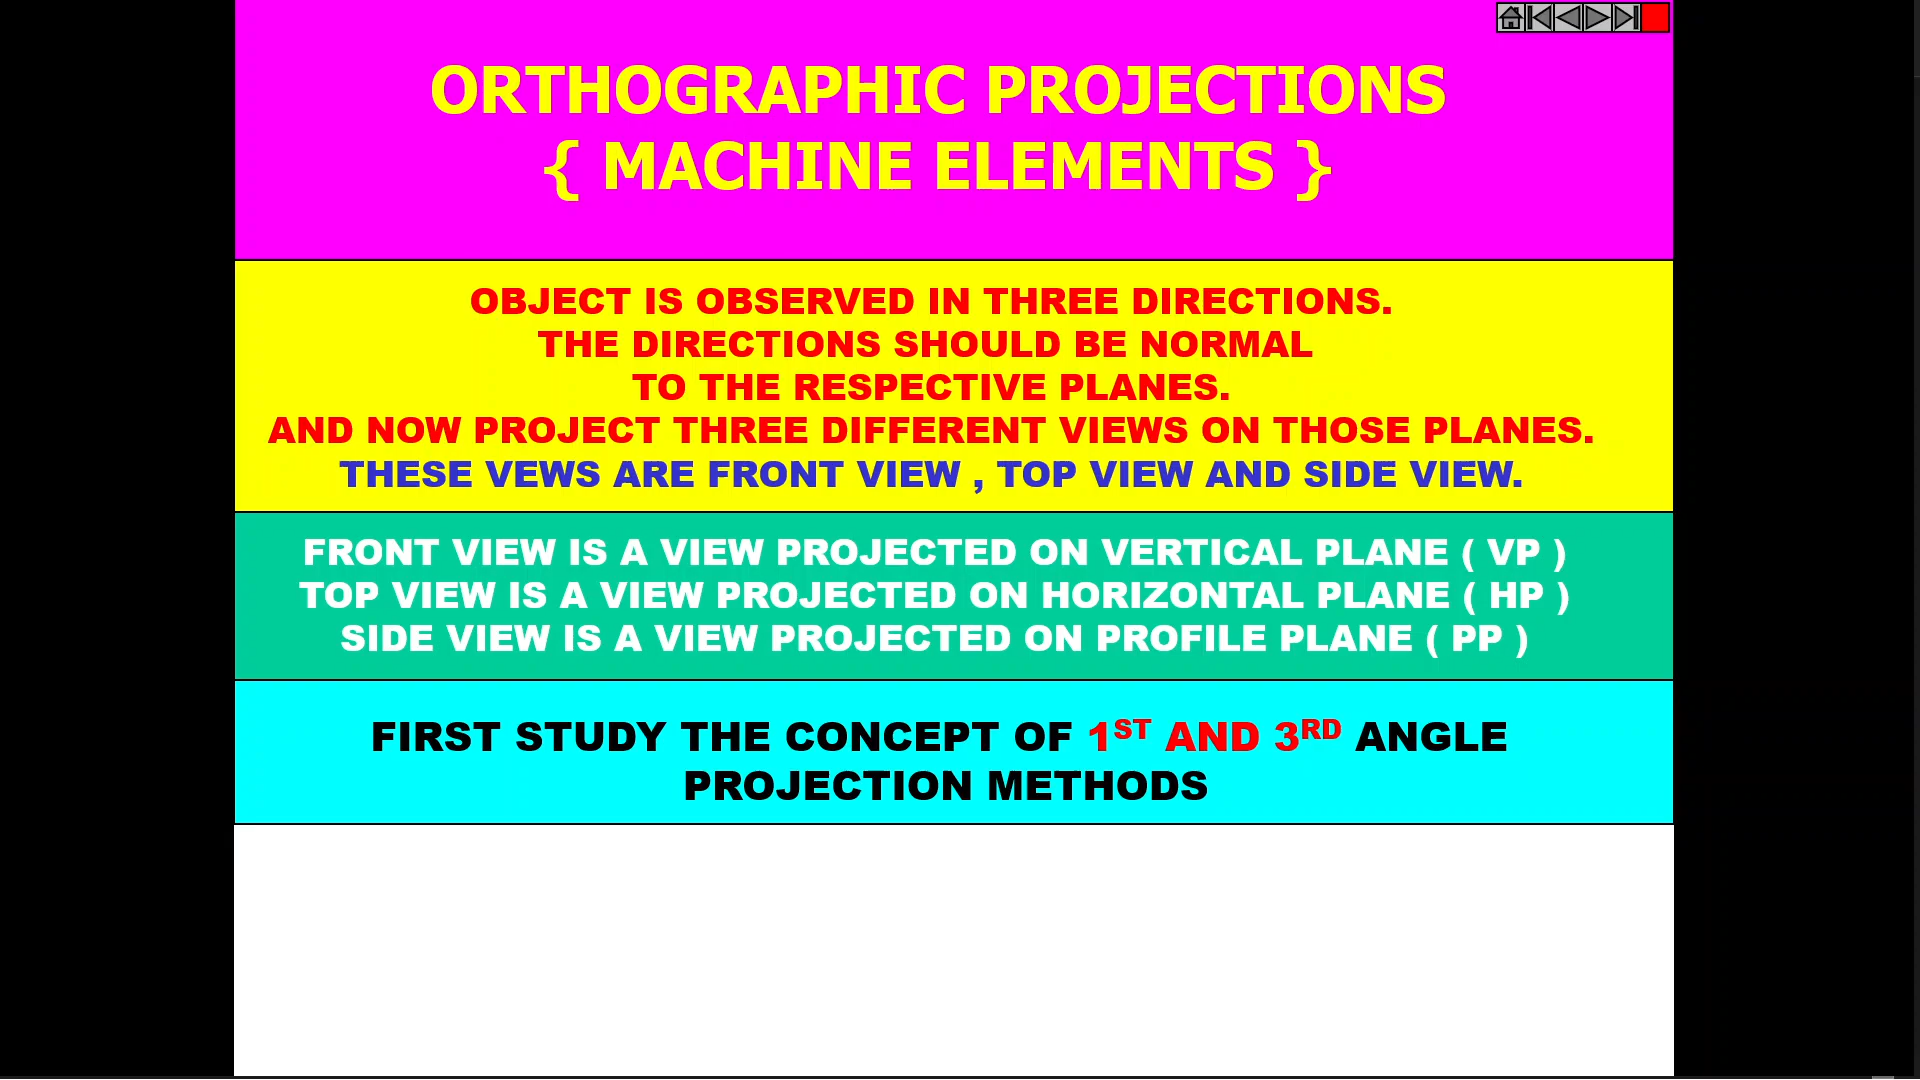 ORTHOGRAPHIC PROJECTIONS
{ MACHINE ELEMENTS }
OBJECT IS OBSERVED IN THREE DIRECTIONS.
THE DIRECTIONS SHOULD BE NORMAL
TO THE RESPECTIVE PLANES.
AND NOW PROJECT THREE DIFFERENT VIEWS ON THOSE PLANES.
THESE VEWS ARE FRONT VIEW , TOP VIEW AND SIDE VIEW.
FRONT VIEW IS A VIEW PROJECTED ON VERTICAL PLANE ( VP )
TOP VIEW IS A VIEW PROJECTED ON HORIZONTAL PLANE ( HP )
SIDE VIEW IS A VIEW PROJECTED ON PROFILE PLANE ( PP )
FIRST STUDY THE CONCEPT OF 1ST AND 3RD ANGLE
PROJECTION METHODS